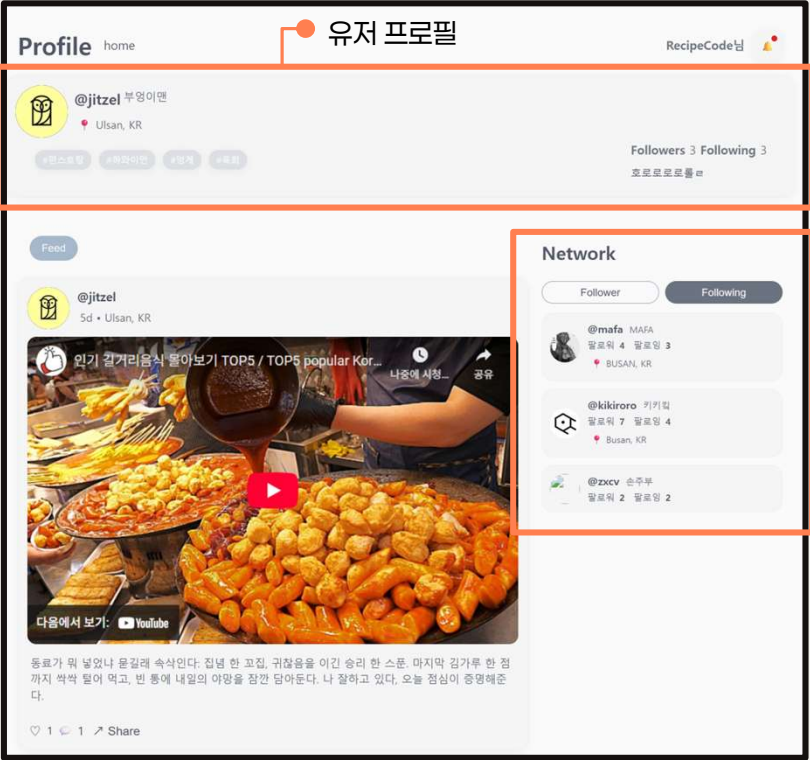 유저 프로필
Profile home
RecipeCode님
@jitzel 부엉이맨
Ulsan, KR
Followers 3 Following 3
호로로로로롤ㄹ
Feed
@jitzel
5d • Ulsan, KR
인기 길거리음식 몰아보기 TOP5 / TOP5 popular Kor...
나중에 시청...
공유
다음에서 보기: YouTube
동료가 뭐 넣었냐 묻길래 속삭인다: 집념 한 꼬집, 귀찮음을 이긴 승리 한 스푼. 마지막 김가루 한 점
까지 싹싹 털어 먹고, 빈 통에 내일의 야망을 잠깐 담아둔다. 나 잘하고 있다, 오늘 점심이 증명해준
다.
♡ 1 1 ↗ Share
Network
Follower Following
@mafa MAFA
팔로워 4 팔로잉 3
BUSAN, KR
@kikiroro 키키킥
팔로워 7 팔로잉 4
Busan, KR
@zxcv 손주부
팔로워 2 팔로잉 2